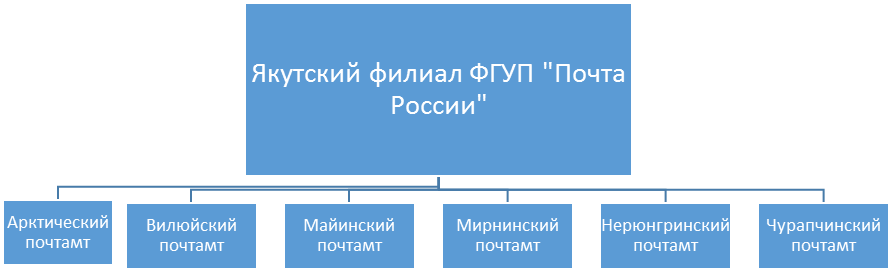 Якутский филиал ФГУП "Почта
России"
Арктический
почтамт
Вилюйский
почтамт
Майинский
почтамт
Мирнинский
почтамт
Нерюнгринский
почтамт
Чурапчинский
почтамт